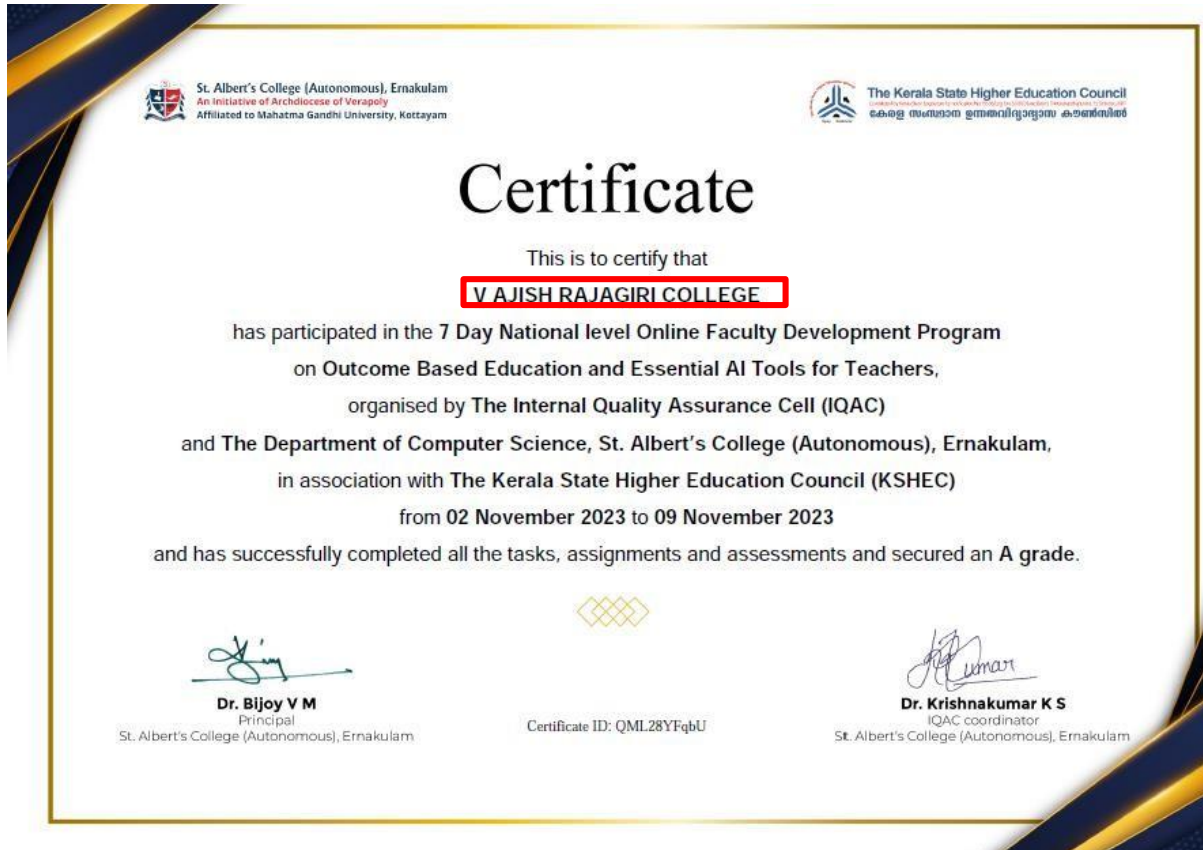 St. Albert's College (Autonomous), Ernakulam
An Initiative of Archdiocese of Verapoly
Affiliated to Mahatma Gandhi University, Kottayam
The Kerala State Higher Education Council
കേരള സംസ്ഥാന ഉന്നതവിദ്യാഭ്യാസ കൗൺസിൽ
Certificate
This is to certify that
V AJISH RAJAGIRI COLLEGE
has participated in the 7 Day National level Online Faculty Development Program
on Outcome Based Education and Essential AI Tools for Teachers,
organised by The Internal Quality Assurance Cell (IQAC)
and The Department of Computer Science, St. Albert's College (Autonomous), Ernakulam,
in association with The Kerala State Higher Education Council (KSHEC)
from 02 November 2023 to 09 November 2023
and has successfully completed all the tasks, assignments and assessments and secured an A grade.
Dr. Bijoy V M
Principal
St. Albert's College (Autonomous), Ernakulam
Certificate ID: QML28YFqbU
Dr. Krishnakumar K S
IQAC coordinator
St. Albert's College (Autonomous), Ernakulam